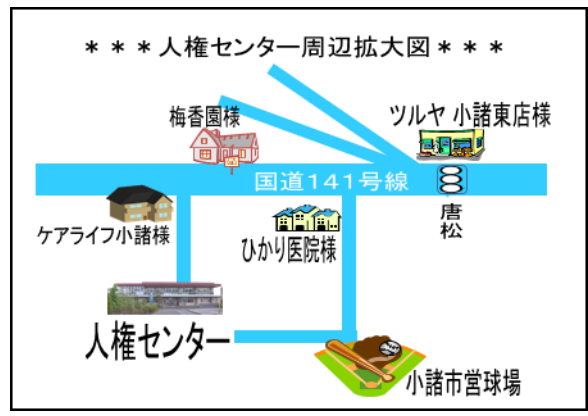 ＊＊＊人権センター周辺拡大図＊＊＊
梅香園様
ツルヤ 小諸東店様
国道141号線
唐松
ケアライフ小諸様
ひかり医院様
人権センター
小諸市営球場